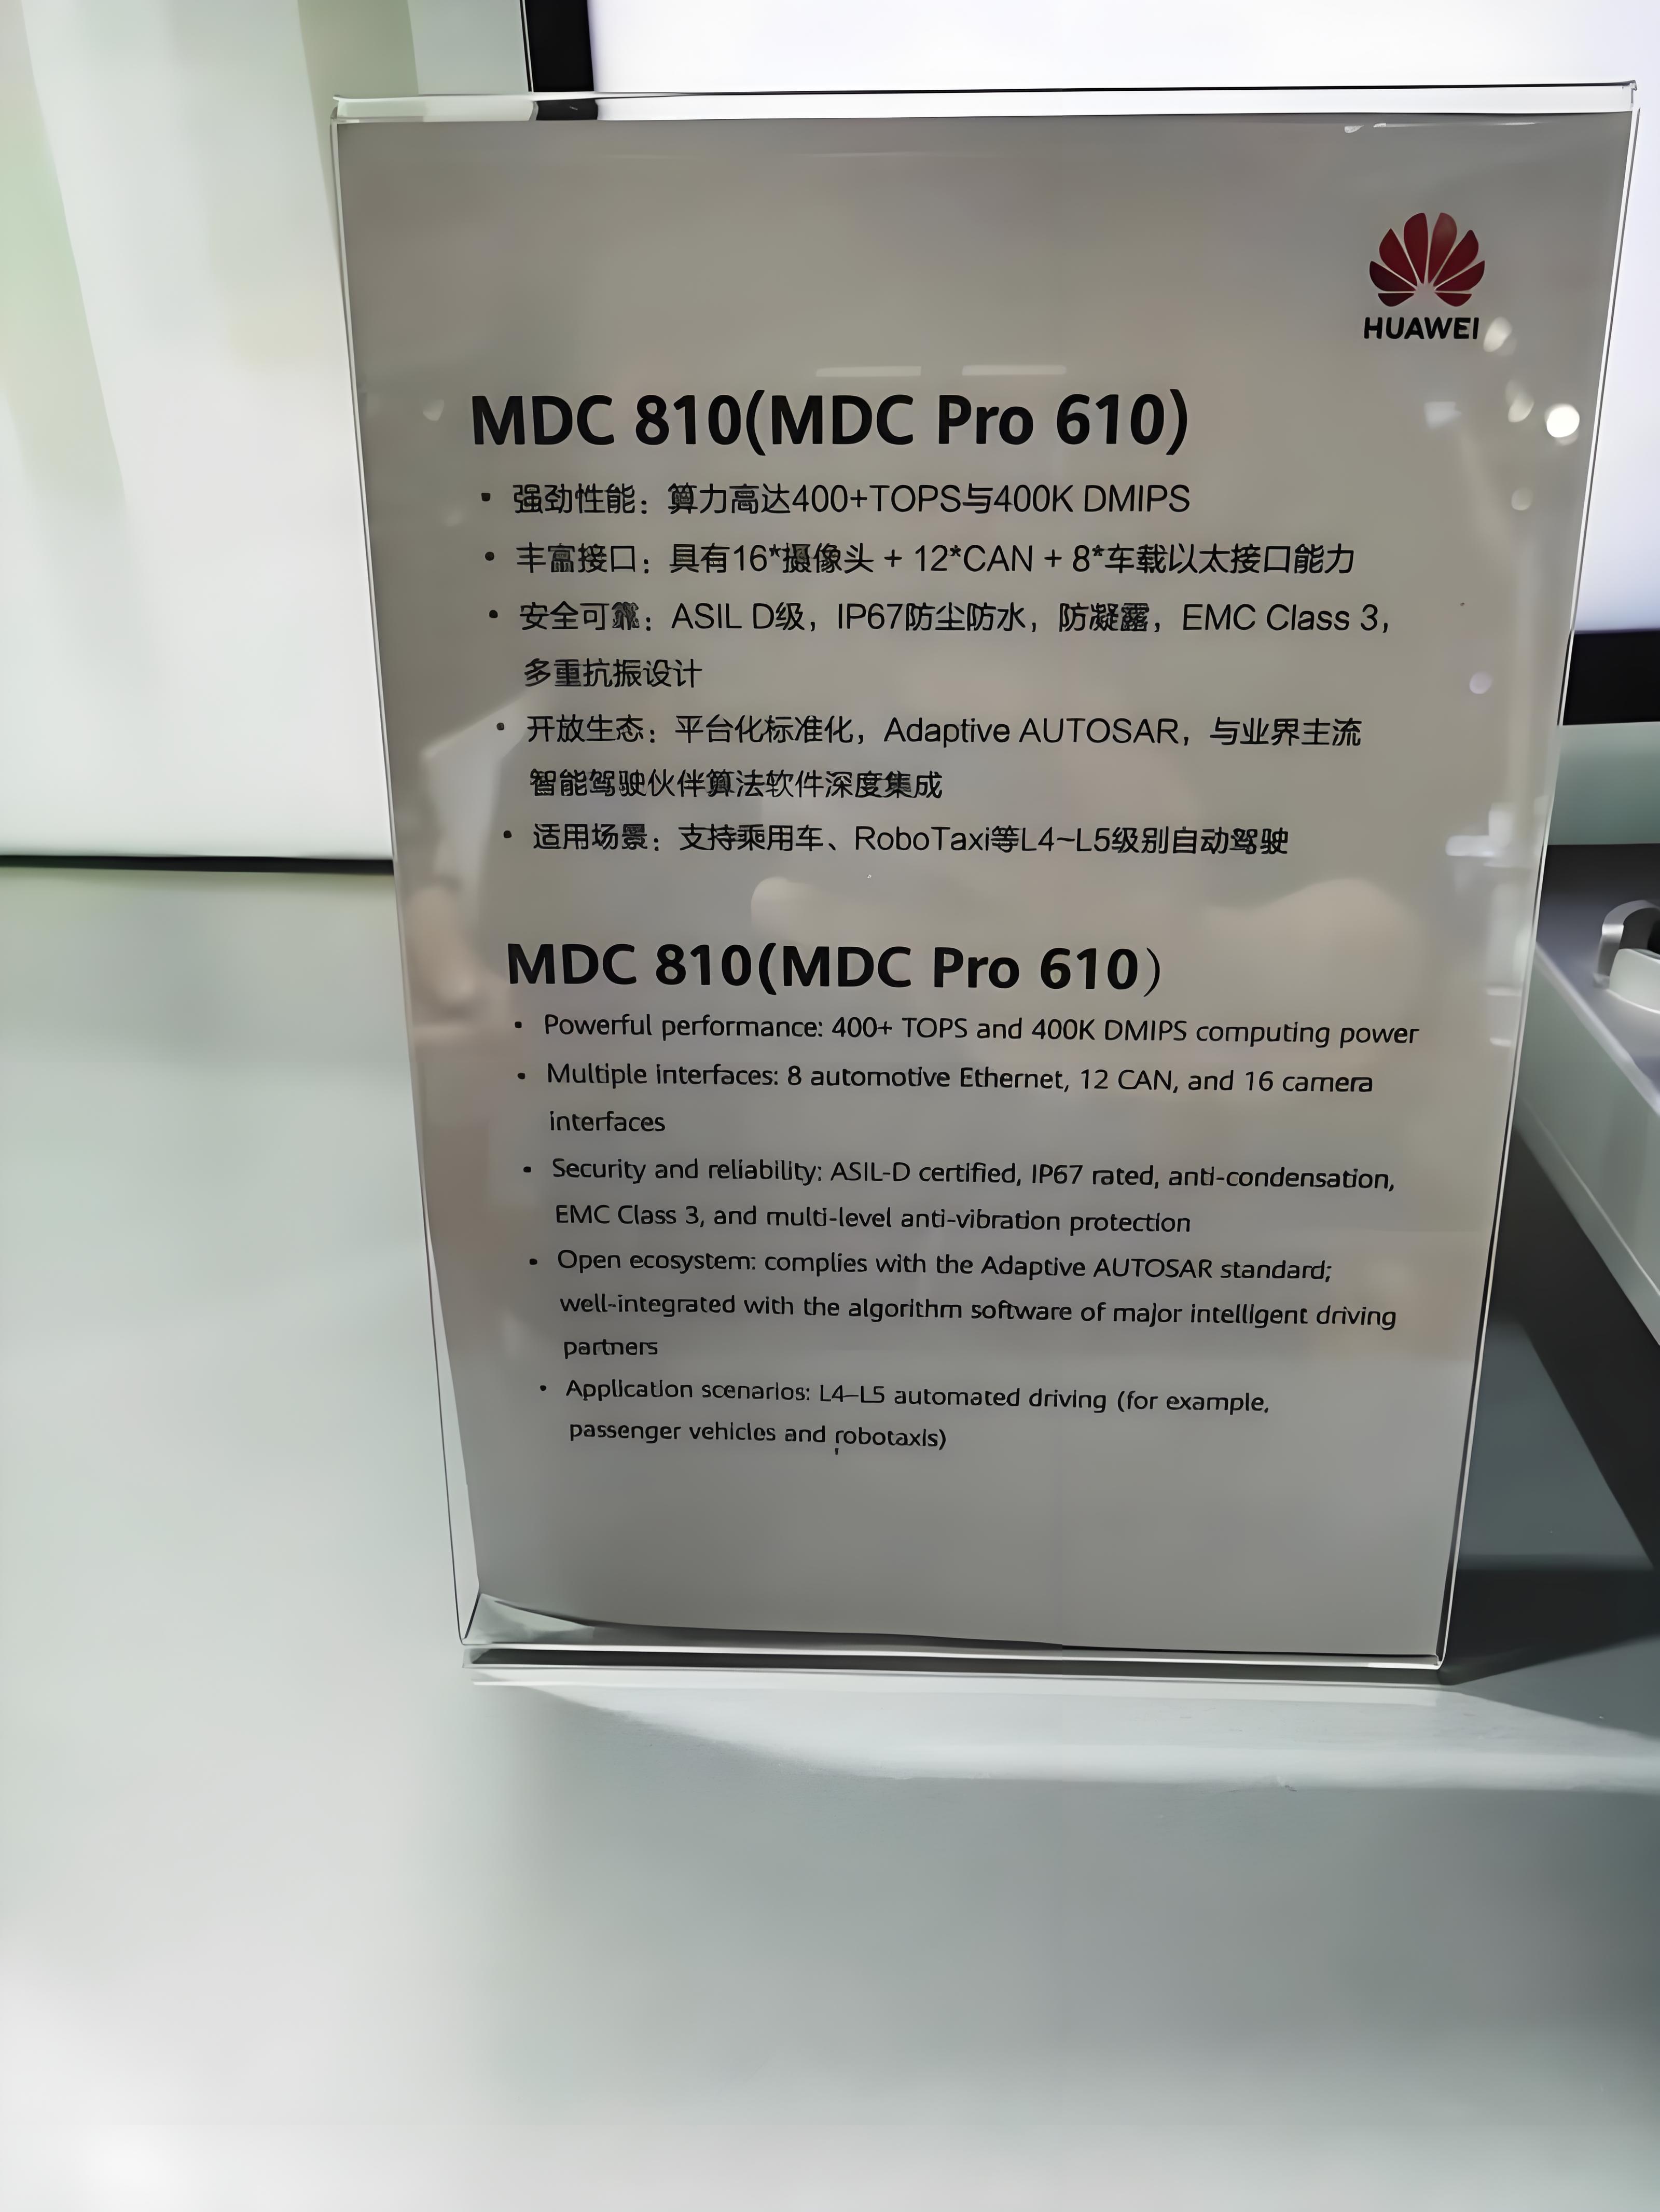 HUAWEI
MDC 810(MDC Pro 610)
• 强劲性能：算力高达400+TOPS与400K DMIPS
• 丰富接口：具有16*摄像头 + 12*CAN + 8*车载以太接口能力
• 安全可靠：ASIL D级，IP67防尘防水，防凝露，EMC Class 3，
多重抗振设计
• 开放生态：平台化标准化，Adaptive AUTOSAR，与业界主流
智能驾驶伙伴算法软件深度集成
• 适用场景：支持乘用车、RoboTaxi等L4~L5级别自动驾驶
MDC 810(MDC Pro 610）
• Powerful performance: 400+ TOPS and 400K DMIPS computing power
• Multiple interfaces: 8 automotive Ethernet, 12 CAN, and 16 camera
interfaces
• Security and reliability: ASIL-D certified, IP67 rated, anti-condensation,
EMC Class 3, and multi-level anti-vibration protection
• Open ecosystem: complies with the Adaptive AUTOSAR standard;
well-integrated with the algorithm software of major intelligent driving
partners
• Application scenarios: L4–L5 automated driving (for example,
passenger vehicles and robotaxis)